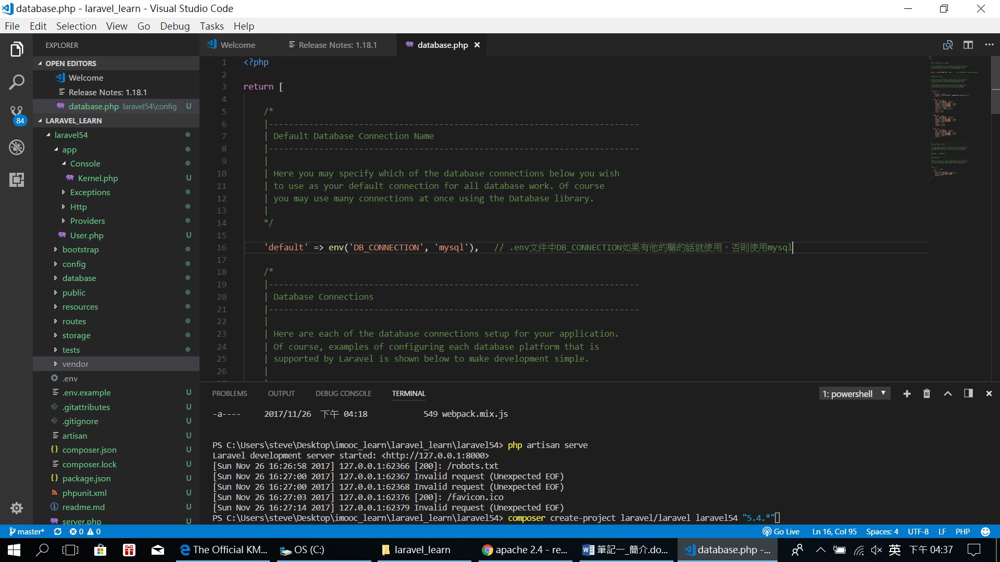 database.php - laravel_learn - Visual Studio Code
File Edit Selection View Go Debug Tasks Help
EXPLORER
OPEN EDITORS
Welcome
Release Notes: 1.18.1
database.php laravel54\config U
84
LARAVEL_LEARN
laravel54
app
Console
Kernel.php U
Exceptions
Http
Providers
User.php U
bootstrap
config
database
public
resources
routes
storage
tests
vendor
.env
.env.example U
.gitattributes U
.gitignore U
artisan U
composer.json U
composer.lock U
package.json U
phpunit.xml U
readme.md U
server.php U
Welcome Release Notes: 1.18.1 database.php
1 <?php
2
3 return [
4
5 /*
6 |--------------------------------------------------------------------------
7 | Default Database Connection Name
8 |--------------------------------------------------------------------------
9 |
10 | Here you may specify which of the database connections below you wish
11 | to use as your default connection for all database work. Of course
12 | you may use many connections at once using the Database library.
13 |
14 */
15
16 'default' => env('DB_CONNECTION', 'mysql'), // .env文件中DB_CONNECTION如果有他的職的話就使用，否則使用mysql
17
18 /*
19 |--------------------------------------------------------------------------
20 | Database Connections
21 |--------------------------------------------------------------------------
22 |
23 | Here are each of the database connections setup for your application.
24 | Of course, examples of configuring each database platform that is
25 | supported by Laravel is shown below to make development simple.
26 |
PROBLEMS OUTPUT DEBUG CONSOLE TERMINAL 1: powershell
-a---- 2017/11/26 下午 04:18 549 webpack.mix.js
PS C:\Users\steve\Desktop\imooc_learn\laravel_learn\laravel54> php artisan serve
Laravel development server started: <http://127.0.0.1:8000>
[Sun Nov 26 16:26:58 2017] 127.0.0.1:62366 [200]: /robots.txt
[Sun Nov 26 16:27:00 2017] 127.0.0.1:62367 Invalid request (Unexpected EOF)
[Sun Nov 26 16:27:00 2017] 127.0.0.1:62368 Invalid request (Unexpected EOF)
[Sun Nov 26 16:27:03 2017] 127.0.0.1:62376 [200]: /favicon.ico
[Sun Nov 26 16:27:14 2017] 127.0.0.1:62379 Invalid request (Unexpected EOF)
PS C:\Users\steve\Desktop\imooc_learn\laravel_learn\laravel54> composer create-project laravel/laravel laravel54 "5.4.*"
master* 0 0 Go Live Ln 16, Col 95 Spaces: 4 UTF-8 LF PHP
The Official KM... OS (C:) laravel_learn apache 2.4 - re... 筆記一_簡介.do... database.php -... 英 下午 04:37